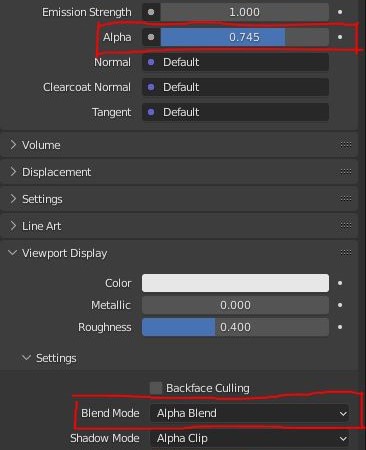 Emission Strength 1.000
Alpha 0.745
Normal Default
Clearcoat Normal Default
Tangent Default
Volume
Displacement
Settings
Line Art
Viewport Display
Color
Metallic 0.000
Roughness 0.400
Settings
Backface Culling
Blend Mode Alpha Blend
Shadow Mode Alpha Clip